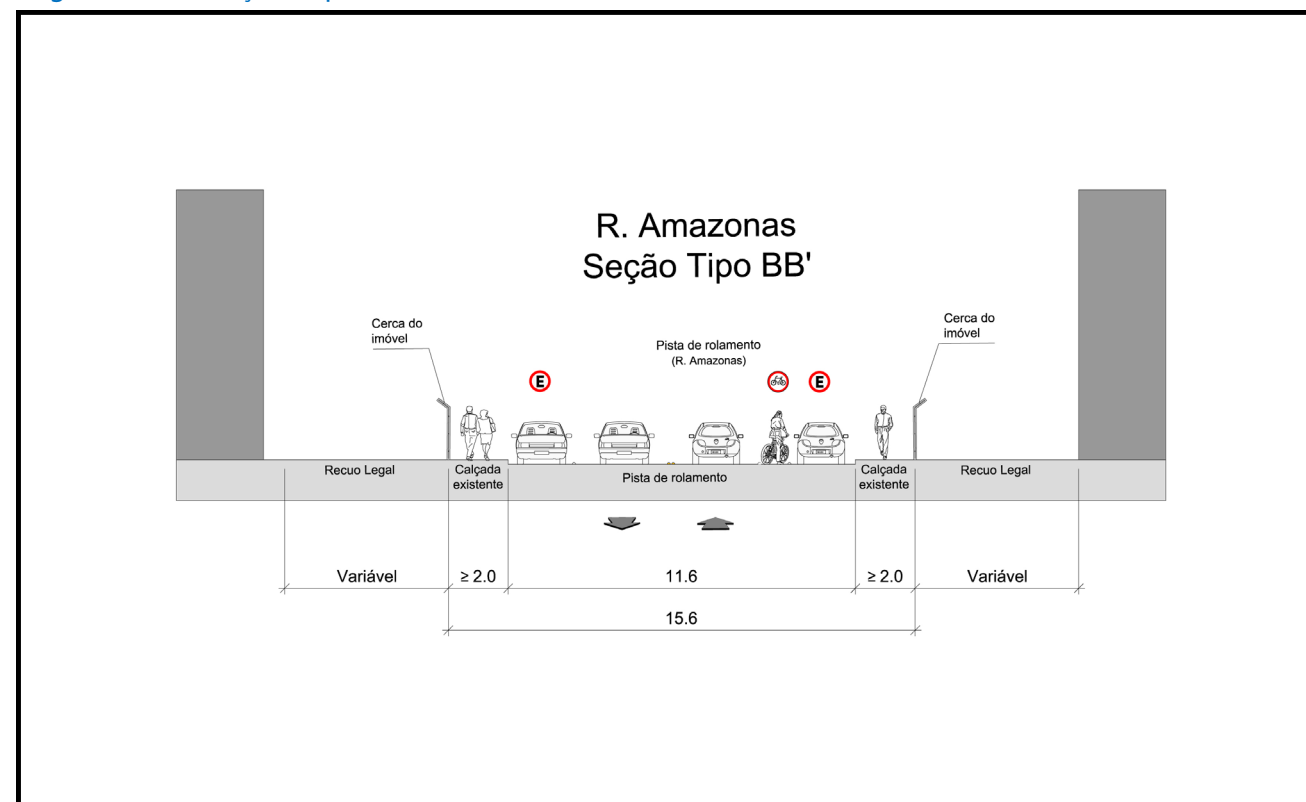 R. Amazonas
Seção Tipo BB'
Cerca do
imóvel
Pista de rolamento
(R. Amazonas)
Cerca do
imóvel
E
E
Recuo Legal
Calçada
existente
Pista de rolamento
Calçada
existente
Recuo Legal
Variável
≥ 2.0
11.6
≥ 2.0
Variável
15.6